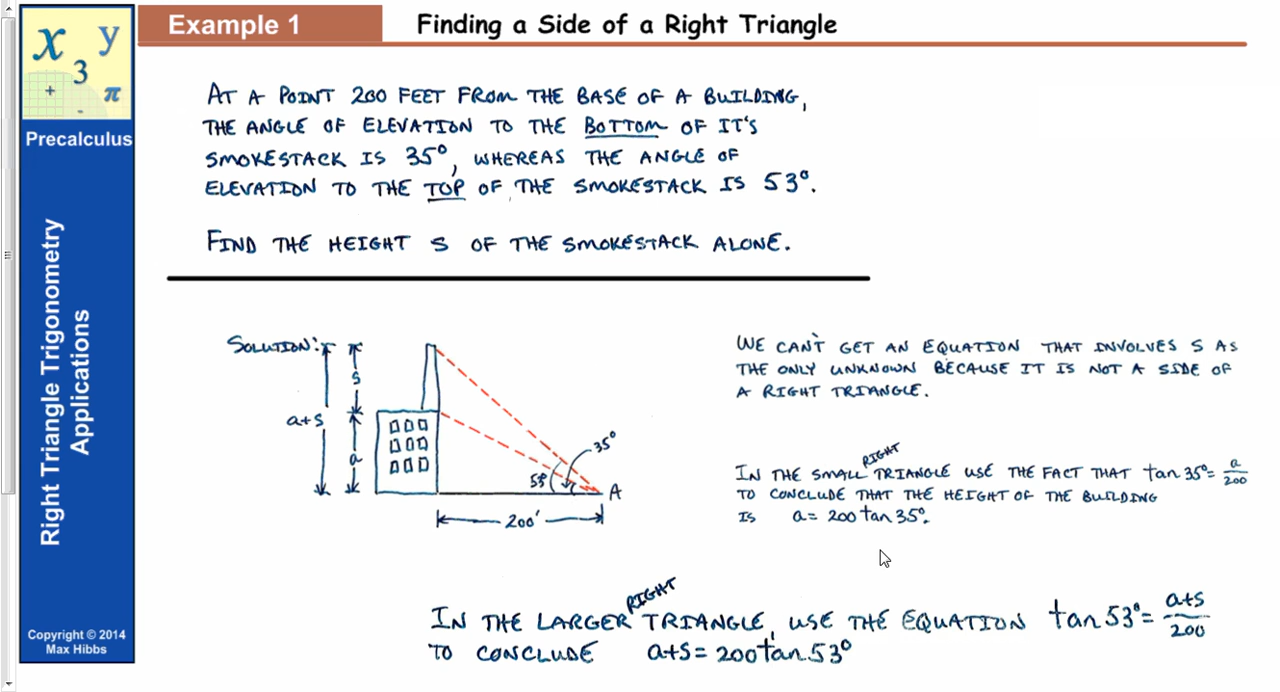 x y
3
+ π
-
Precalculus
Right Triangle Trigonometry
Applications
Copyright © 2014
Max Hibbs
Example 1
Finding a Side of a Right Triangle
AT A POINT 200 FEET FROM THE BASE OF A BUILDING,
THE ANGLE OF ELEVATION TO THE BOTTOM OF IT'S
SMOKESTACK IS 35°, WHEREAS THE ANGLE OF
ELEVATION TO THE TOP OF THE SMOKESTACK IS 53°.
FIND THE HEIGHT S OF THE SMOKESTACK ALONE.
SOLUTION:
s
a+s
a
35°
53°
A
200'
WE CAN'T GET AN EQUATION THAT INVOLVES S AS
THE ONLY UNKNOWN BECAUSE IT IS NOT A SIDE OF
A RIGHT TRIANGLE.
IN THE SMALL RIGHT TRIANGLE USE THE FACT THAT tan 35° = a/200
TO CONCLUDE THAT THE HEIGHT OF THE BUILDING
IS a = 200 tan 35°.
IN THE LARGER RIGHT TRIANGLE, USE THE EQUATION tan 53° = a+s/200
TO CONCLUDE a+s = 200 tan 53°